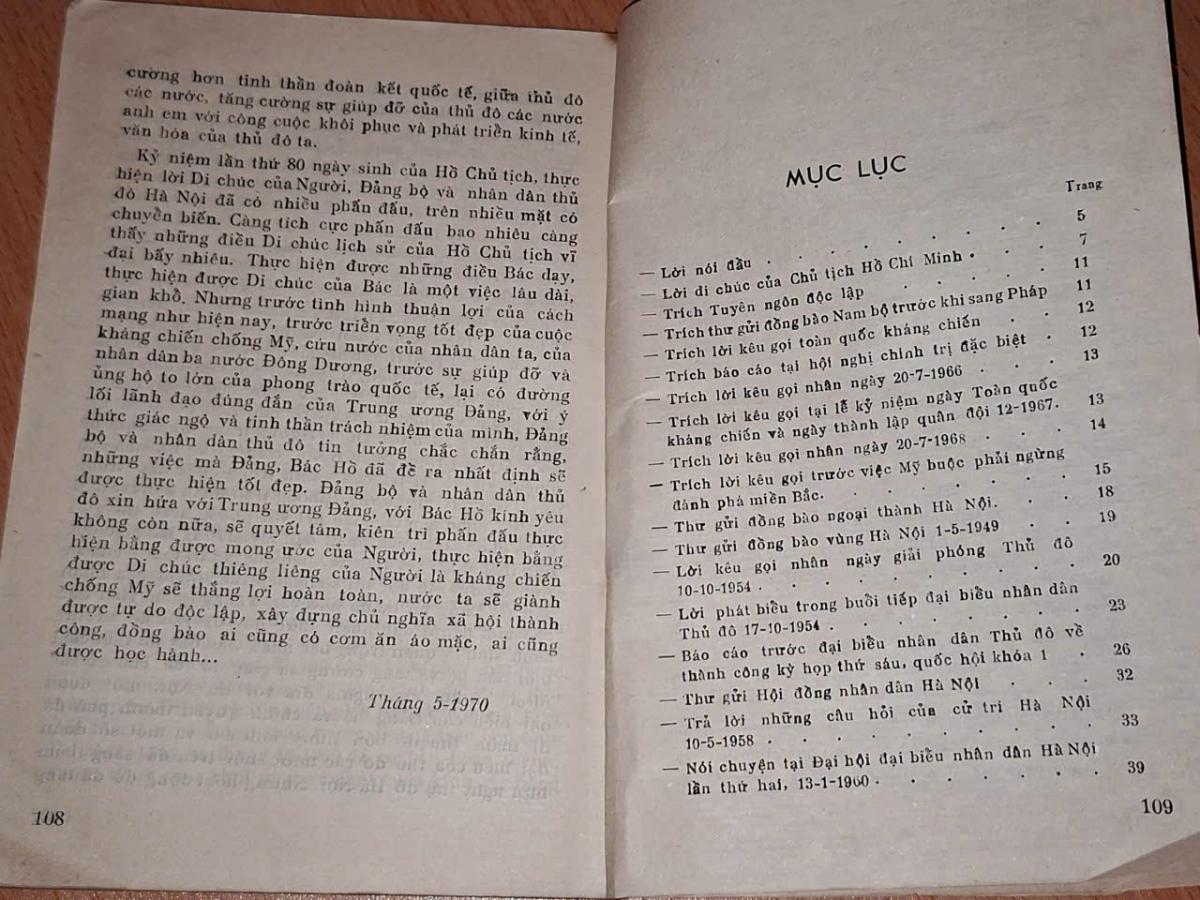 cường hơn tinh thần đoàn kết quốc tế, giữa thủ đô
các nước, tăng cường sự giúp đỡ của thủ đô các nước
anh em với công cuộc khôi phục và phát triển kinh tế,
văn hóa của thủ đô ta.
Kỷ niệm lần thứ 80 ngày sinh của Hồ Chủ tịch, thực
hiện lời Di chúc của Người, Đảng bộ và nhân dân thủ
đô Hà Nội đã có nhiều phấn đấu, trên nhiều mặt có
chuyển biến. Càng tích cực phấn đấu bao nhiêu càng
thấy những điều Di chúc lịch sử của Hồ Chủ tịch vĩ
đại bấy nhiêu. Thực hiện được những điều Bác dạy,
thực hiện được Di chúc của Bác là một việc lâu dài,
gian khổ. Nhưng trước tình hình thuận lợi của cách
mạng như hiện nay, trước triển vọng tốt đẹp của cuộc
kháng chiến chống Mỹ, cứu nước của nhân dân ta, của
nhân dân ba nước Đông Dương, trước sự giúp đỡ và
ủng hộ to lớn của phong trào quốc tế, lại có đường
lối lãnh đạo đúng đắn của Trung ương Đảng, với ý
thức giác ngộ và tinh thần trách nhiệm của mình, Đảng
bộ và nhân dân thủ đô tin tưởng chắc chắn rằng,
những việc mà Đảng, Bác Hồ đã đề ra nhất định sẽ
được thực hiện tốt đẹp. Đảng bộ và nhân dân thủ
đô xin hứa với Trung ương Đảng, với Bác Hồ kính yêu
không còn nữa, sẽ quyết tâm, kiên trì phấn đấu thực
hiện bằng được mong ước của Người, thực hiện bằng
được Di chúc thiêng liêng của Người là kháng chiến
chống Mỹ sẽ thắng lợi hoàn toàn, nước ta sẽ giành
được tự do độc lập, xây dựng chủ nghĩa xã hội thành
công, đồng bào ai cũng có cơm ăn áo mặc, ai cũng
được học hành...
Tháng 5-1970
108
MỤC LỤC
Trang
— Lời nói đầu . . . . . . . 5
— Lời di chúc của Chủ tịch Hồ Chí Minh . . . 7
— Trích Tuyên ngôn độc lập . . . . 11
— Trích thư gửi đồng bào Nam bộ trước khi sang Pháp 11
— Trích lời kêu gọi toàn quốc kháng chiến . . 12
— Trích báo cáo tại hội nghị chính trị đặc biệt . 12
— Trích lời kêu gọi nhân ngày 20-7-1966 . . . 13
— Trích lời kêu gọi tại lễ kỷ niệm ngày Toàn quốc
kháng chiến và ngày thành lập quân đội 12-1967. 13
— Trích lời kêu gọi nhân ngày 20-7-1968 . . . 14
— Trích lời kêu gọi trước việc Mỹ buộc phải ngừng
đánh phá miền Bắc. . . . . . . 15
— Thư gửi đồng bào ngoại thành Hà Nội. . . 18
— Thư gửi đồng bào vùng Hà Nội 1-5-1949 . . 19
— Lời kêu gọi nhân ngày giải phóng Thủ đô
10-10-1954 . . . . . . . . 20
— Lời phát biểu trong buổi tiếp đại biểu nhân dân
Thủ đô 17-10-1954 . . . . . . 23
— Báo cáo trước đại biểu nhân dân Thủ đô về
thành công kỳ họp thứ sáu, quốc hội khóa 1 . 26
— Thư gửi Hội đồng nhân dân Hà Nội . . . 32
— Trả lời những câu hỏi của cử tri Hà Nội
10-5-1958 . . . . . . . . 33
— Nói chuyện tại Đại hội đại biểu nhân dân Hà Nội
lần thứ hai, 13-1-1960 . . . . . . 39
109